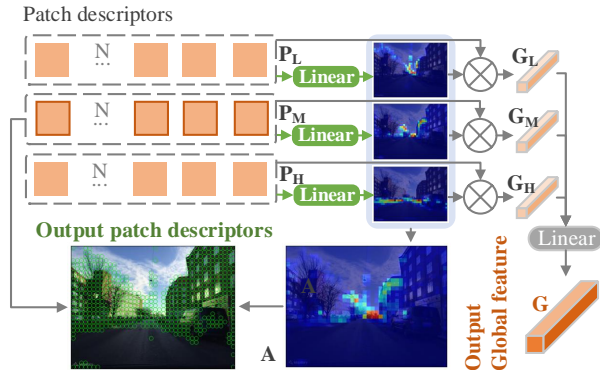 Patch descriptors
N
...
P_L
Linear
G_L
N
...
P_M
Linear
G_M
N
...
P_H
Linear
G_H
Output patch descriptors
Linear
A
A
Output
Global feature
G